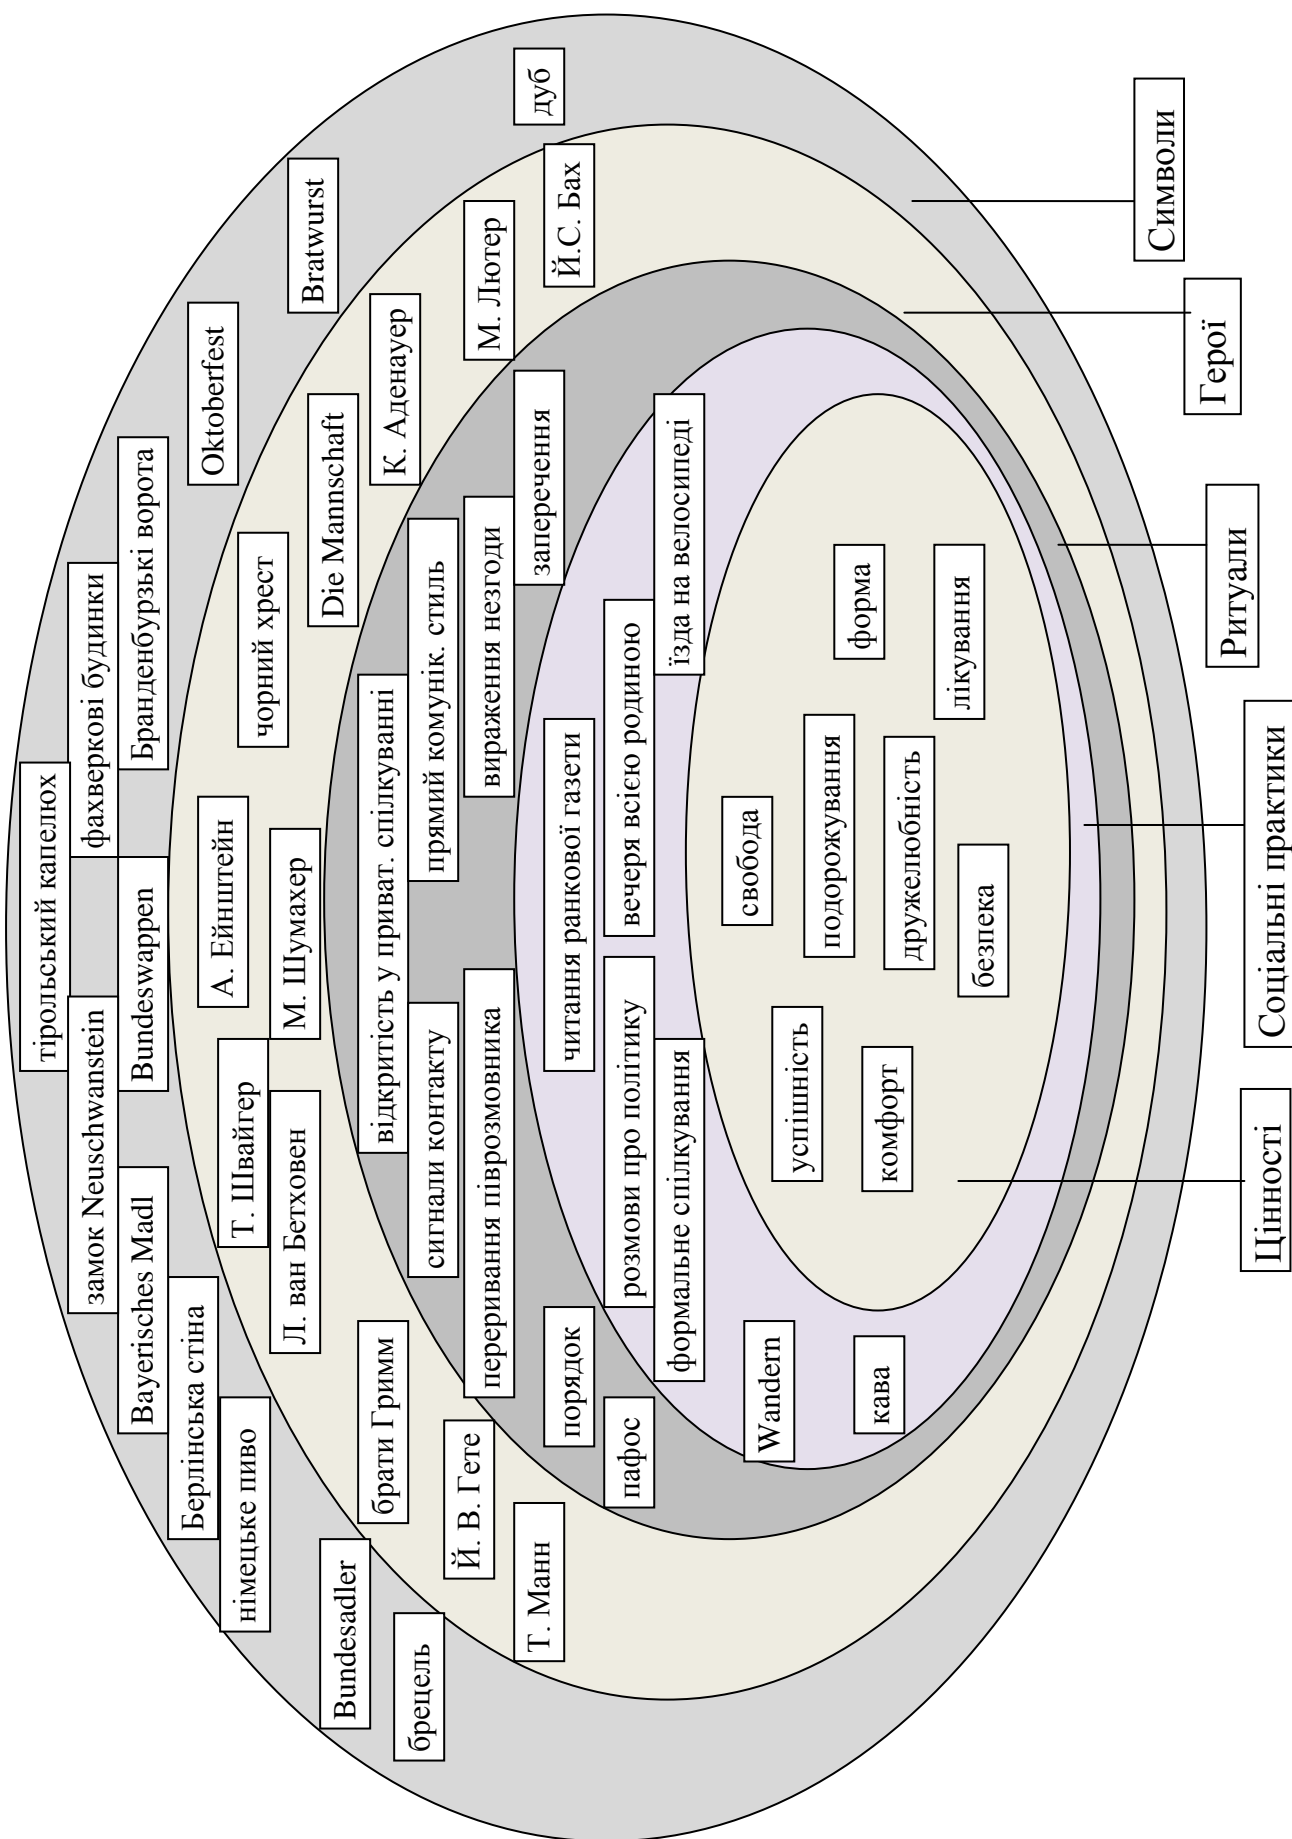 тірольський капелюх
замок Neuschwanstein
фахверкові будинки
Bayerisches Madl
Bundeswappen
Бранденбурзькі ворота
Берлінська стіна
Oktoberfest
німецьке пиво
Bratwurst
Bundesadler
брецель
дуб
А. Ейнштейн
Т. Швайгер
чорний хрест
Л. ван Бетховен
М. Шумахер
Die Mannschaft
брати Гримм
К. Аденауер
Й. В. Гете
М. Лютер
Т. Манн
Й.С. Бах
відкритість у приват. спілкуванні
сигнали контакту
прямий комунік. стиль
переривання піврозмовника
вираження незгоди
заперечення
порядок
пафос
читання ранкової газети
розмови про політику
вечеря всією родиною
формальне спілкування
їзда на велосипеді
Wandern
кава
свобода
успішність
подорожування
форма
комфорт
дружелюбність
лікування
безпека
Цінності
Соціальні практики
Ритуали
Герої
Символи